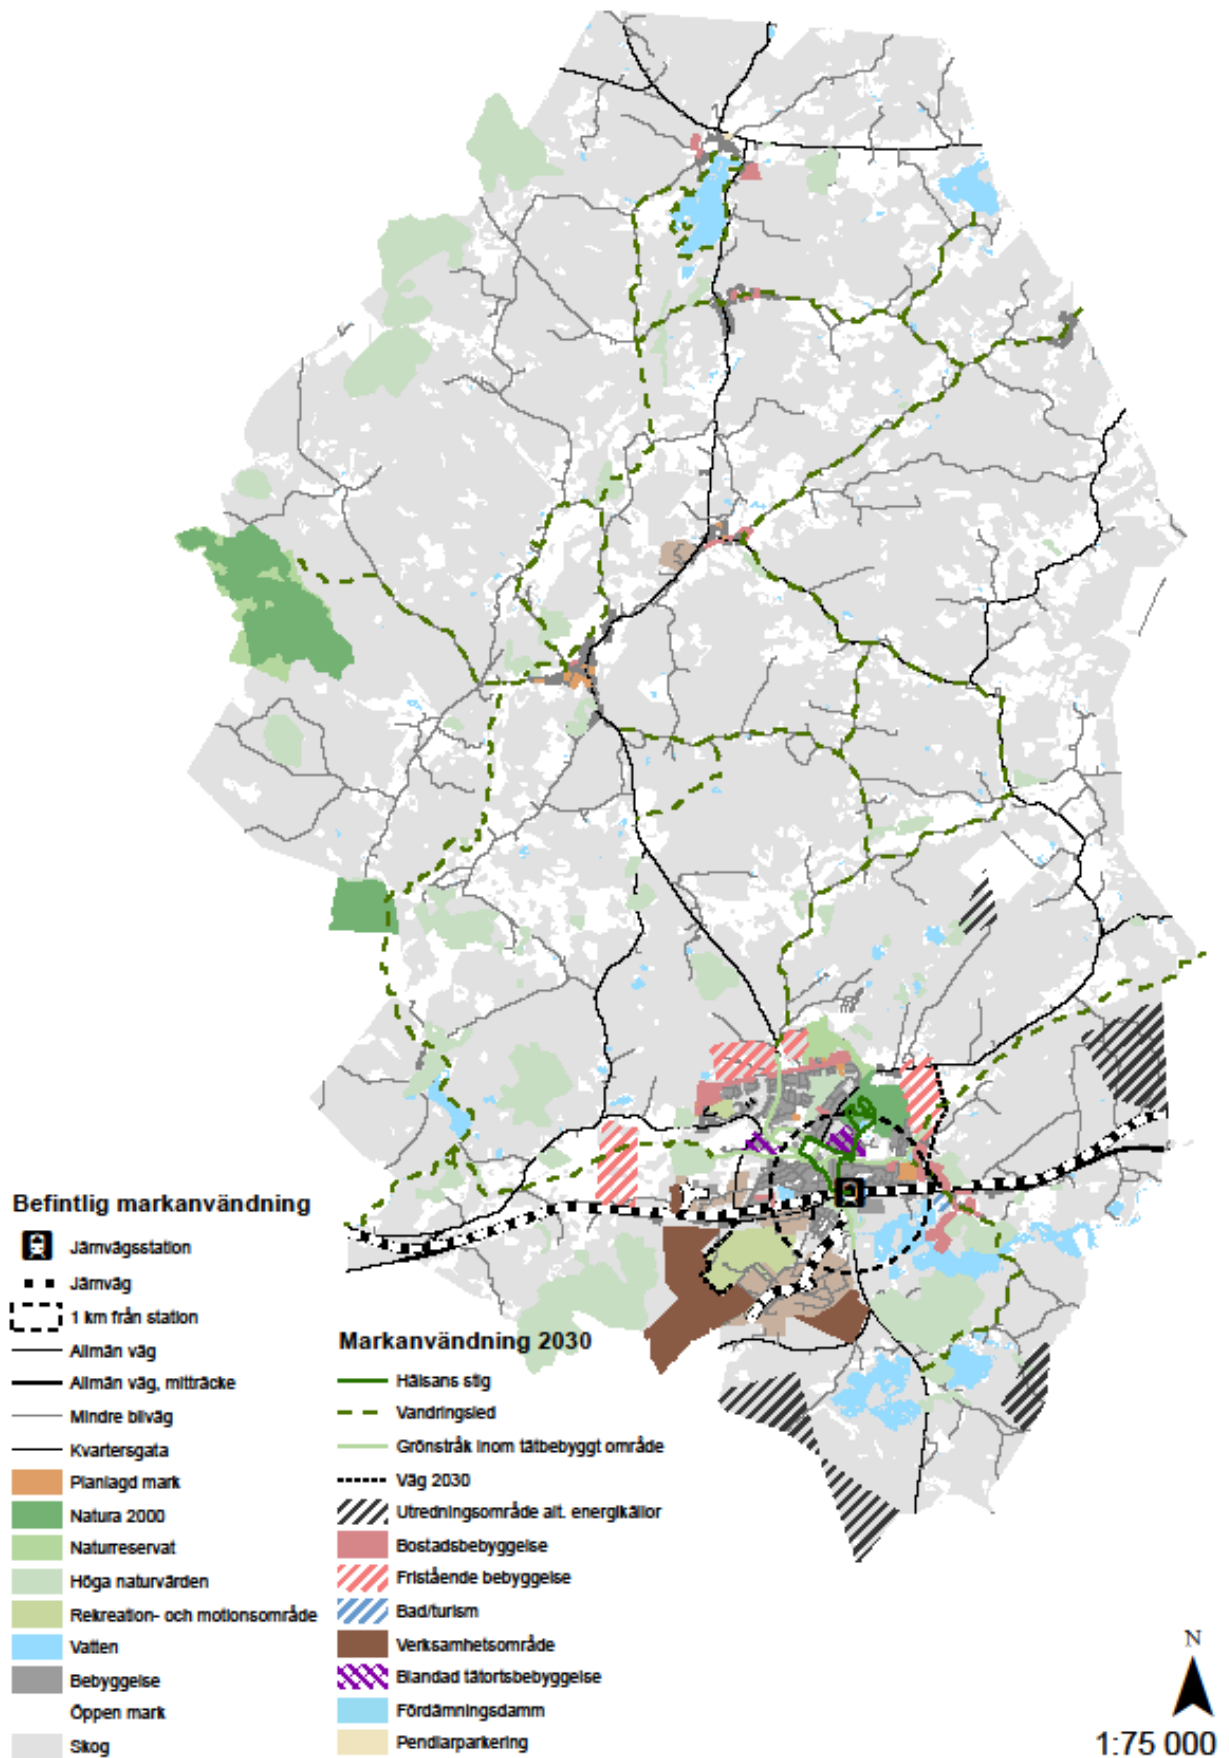 Befintlig markanvändning
Järnvägsstation
Järnväg
1 km från station
Allmän väg
Allmän väg, mitträcke
Mindre bilväg
Kvartersgata
Planlagd mark
Natura 2000
Naturreservat
Höga naturvärden
Rekreation- och motionsområde
Vatten
Bebyggelse
Öppen mark
Skog
Markanvändning 2030
Hälsans stig
Vandringsled
Grönstråk inom tätbebyggt område
Väg 2030
Utredningsområde alt. energikällor
Bostadsbebyggelse
Fristående bebyggelse
Bad/turism
Verksamhetsområde
Blandad tätortsbebyggelse
Fördämningsdamm
Pendlarparkering
N
1:75 000